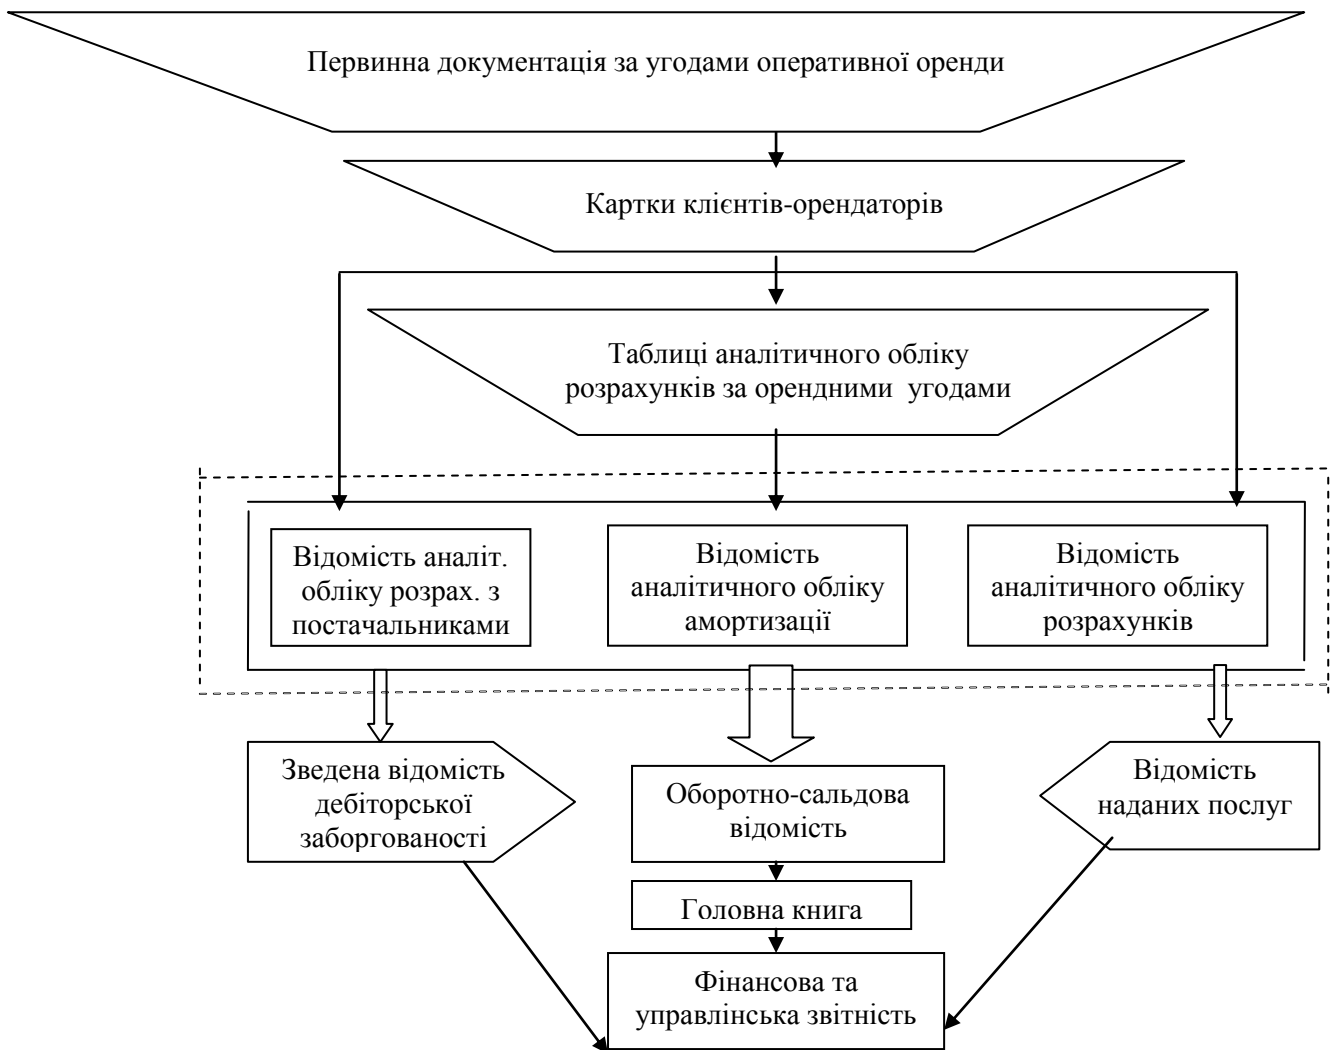 Первинна документація за угодами оперативної оренди
Картки клієнтів-орендаторів
Таблиці аналітичного обліку
розрахунків за орендними угодами
Відомість аналіт.
обліку розрах. з
постачальниками
Відомість
аналітичного обліку
амортизації
Відомість
аналітичного обліку
розрахунків
Зведена відомість
дебіторської
заборгованості
Оборотно-сальдова
відомість
Відомість
наданих послуг
Головна книга
Фінансова та
управлінська звітність